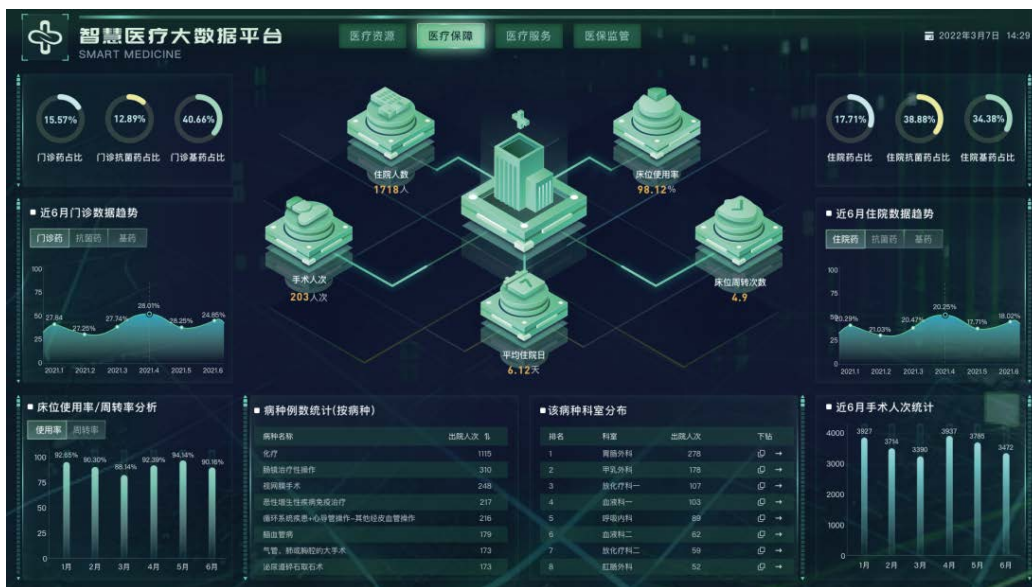 智慧医疗大数据平台
SMART MEDICINE
医疗资源 医疗保障 医疗服务 医保监管
2022年3月7日 14:29
15.57% 12.89% 40.66%
门诊药占比 门诊抗菌药占比 门诊基药占比
住院人数
1718人
床位使用率
98.12%
手术人次
203人次
床位周转次数
4.9
平均住院日
6.12天
17.71% 38.88% 34.38%
住院药占比 住院抗菌药占比 住院基药占比
近6月门诊数据趋势
门诊药 抗菌药 基药
100
75
50
25
0
27.84 27.25% 27.74% 28.01% 28.25% 24.85%
2021.1 2021.2 2021.3 2021.4 2021.5 2021.6
近6月住院数据趋势
住院药 抗菌药 基药
100
75
50
25
0
20.29% 21.03% 20.47% 20.25% 17.71% 18.02%
2021.1 2021.2 2021.3 2021.4 2021.5 2021.6
床位使用率/周转率分析
使用率 周转率
100
75
50
25
0
92.65% 90.30% 88.14% 92.39% 94.14% 90.16%
1月 2月 3月 4月 5月 6月
病种例数统计(按病种)
病种名称 出院人次
化疗 1115
肠镜治疗性操作 310
视网膜手术 248
恶性增生性疾病免疫治疗 217
循环系统疾患+心导管操作-其他经皮血管操作 216
脑血管病 179
气管、肺或胸腔的大手术 173
泌尿道碎石取石术 173
该病种科室分布
排名 科室 出院人次 下钻
1 胃肠外科 278
2 甲乳外科 178
3 放化疗科一 107
4 血液科一 103
5 呼吸内科 89
6 血液科二 62
7 放化疗科二 59
8 肛肠外科 52
近6月手术人次统计
4000
3000
2000
1000
0
3927 3714 3390 3937 3785 3472
1月 2月 3月 4月 5月 6月